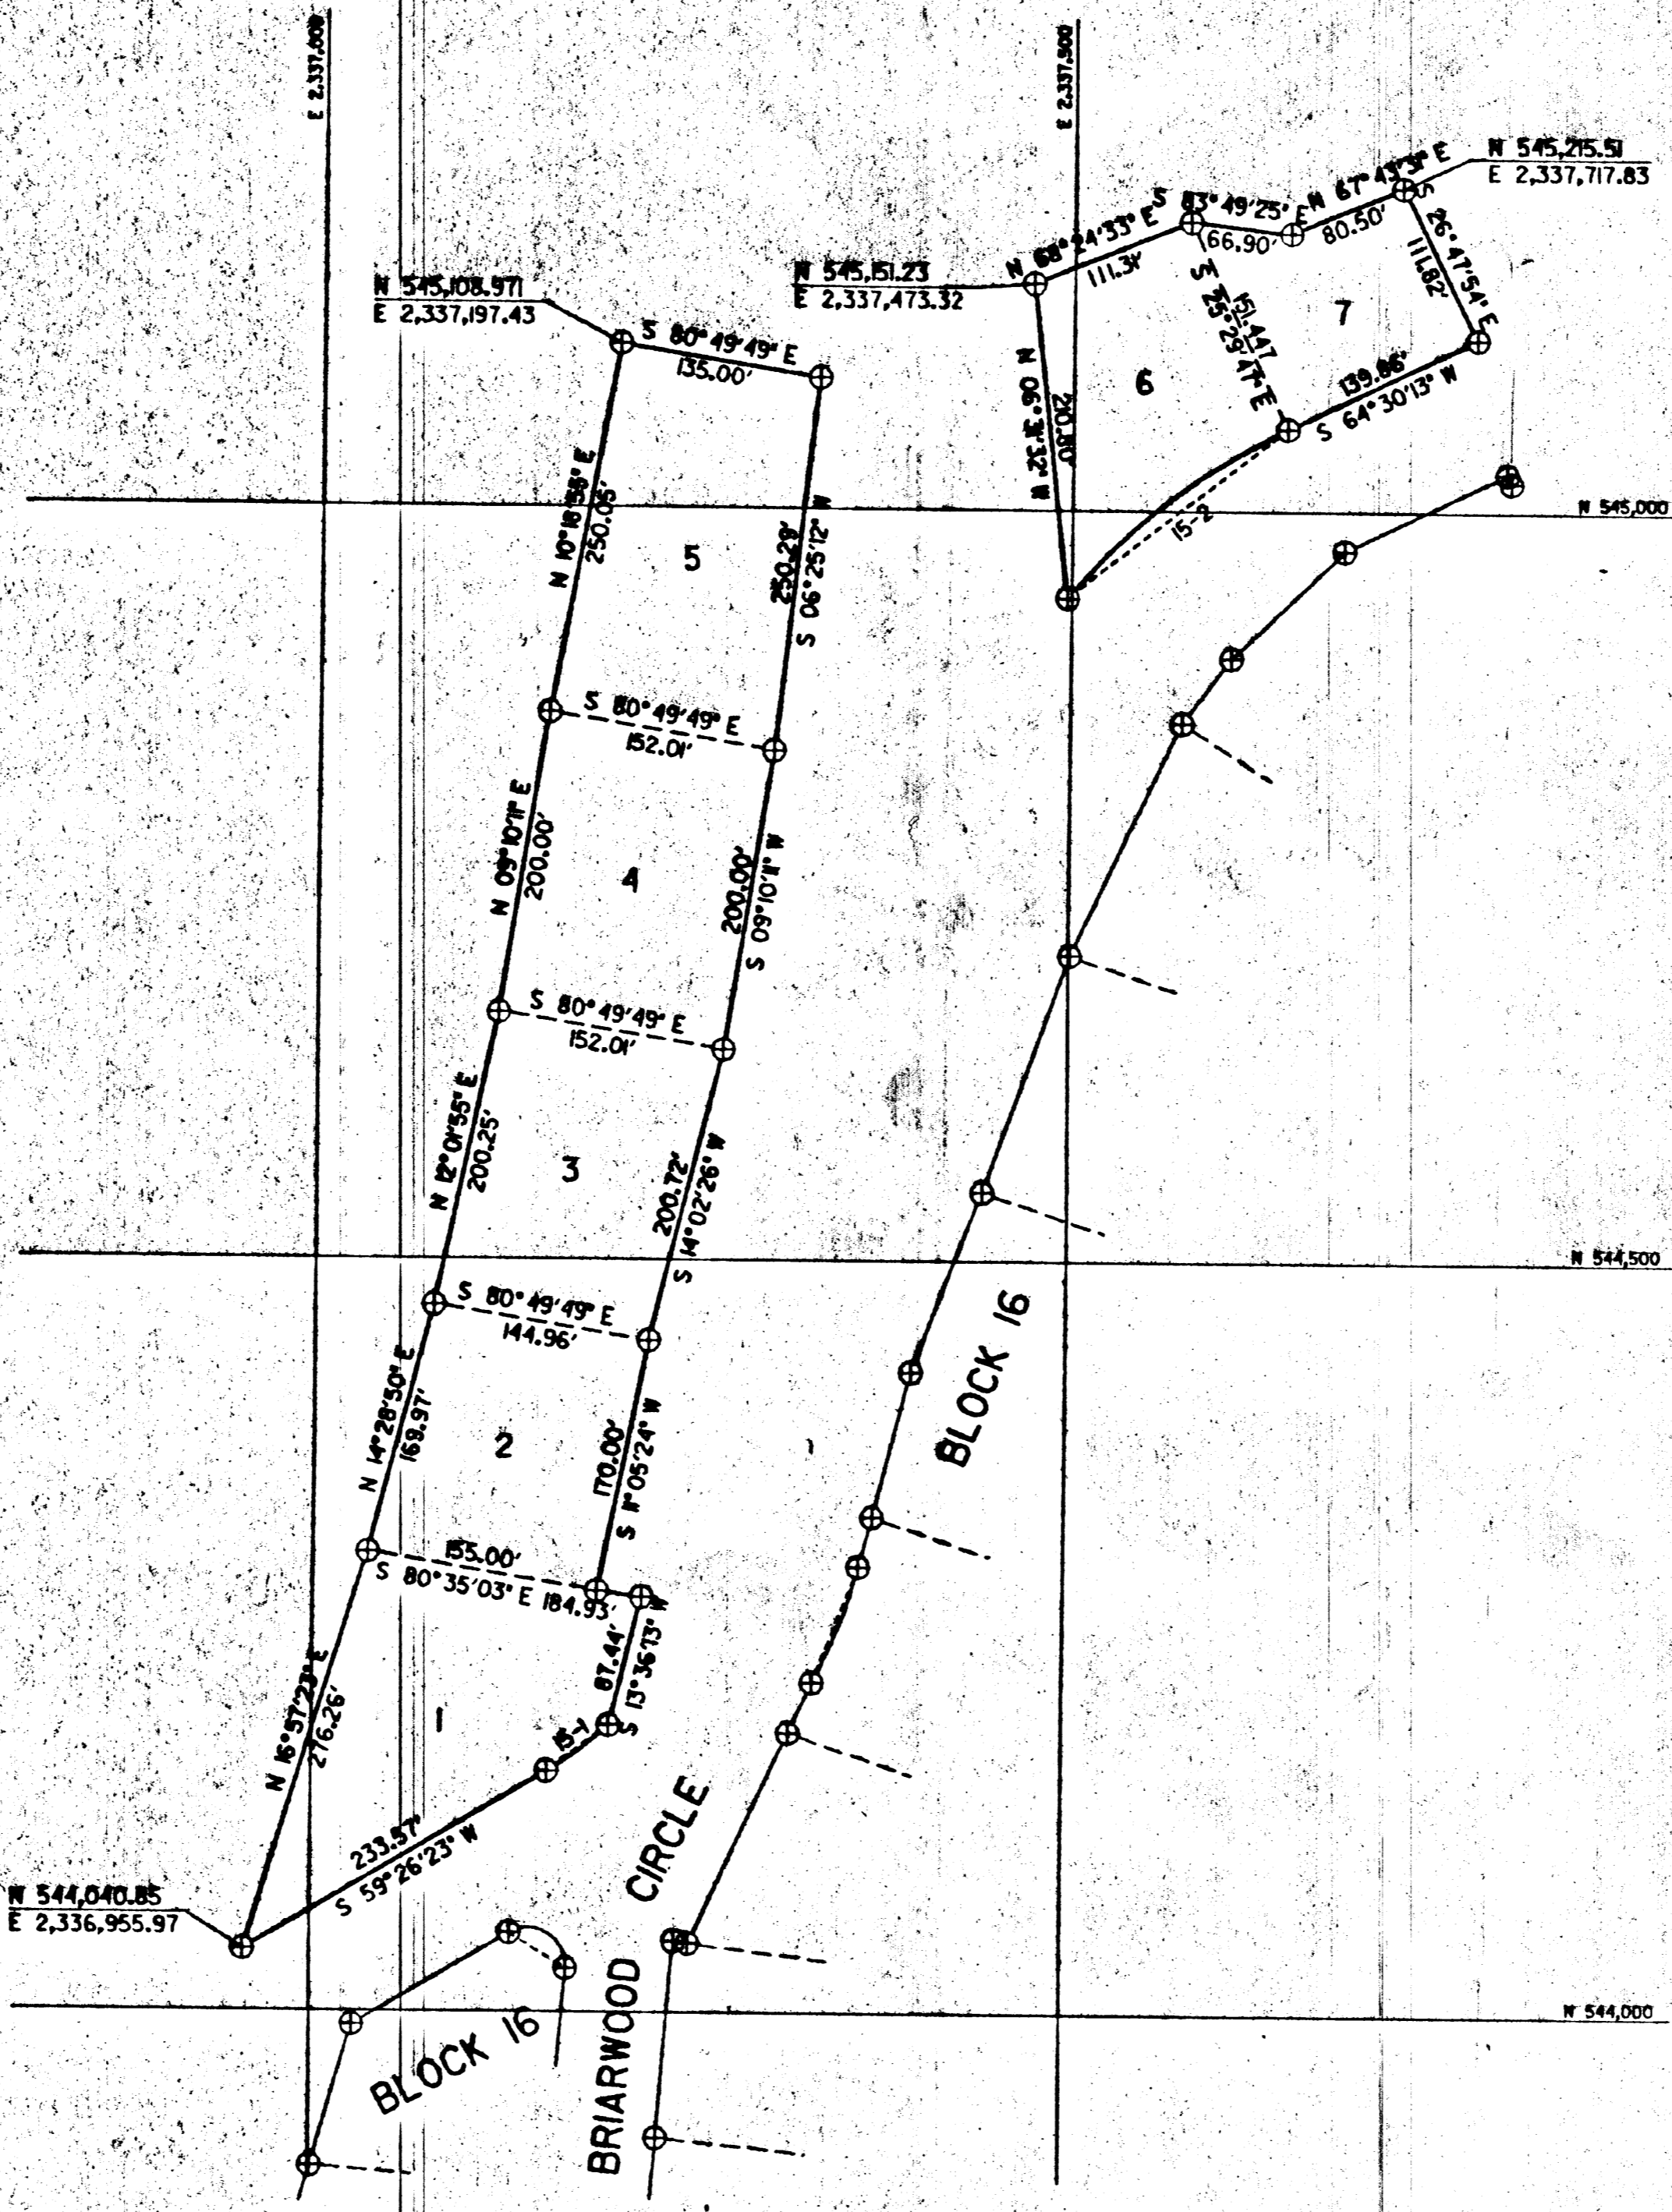 E 2,337,000
E 2,337,500
N 545,215.51
E 2,337,717.83
N 67°43'31" E
80.50'
S 83°49'25" E
66.90'
N 68°24'33" E
111.31'
S 26°47'54" E
111.82'
N 545,151.23
E 2,337,473.32
N 545,108.971
E 2,337,197.43
S 80°49'49" E
135.00'
151.447
S 25°29'47" E
7
6
139.86'
S 64°30'13" W
210.80'
15-2
N 545,000
N 10°18'58" E
250.05'
5
250.29'
S 06°25'12" W
S 80°49'49" E
152.01'
N 09°10'11" E
200.00'
4
200.00'
S 09°10'11" W
S 80°49'49" E
152.01'
N 12°01'55" E
200.25'
3
200.72'
S 14°02'26" W
N 544,500
S 80°49'49" E
144.96'
BLOCK 16
N 14°28'50" E
169.97'
2
170.00'
S 11°05'24" W
155.00'
S 80°35'03" E 184.93'
N 16°57'23" E
276.26'
1
87.44'
S 13°36'13" W
15-1
233.57'
S 59°26'23" W
N 544,040.85
E 2,336,955.97
BRIARWOOD CIRCLE
N 544,000
BLOCK 16